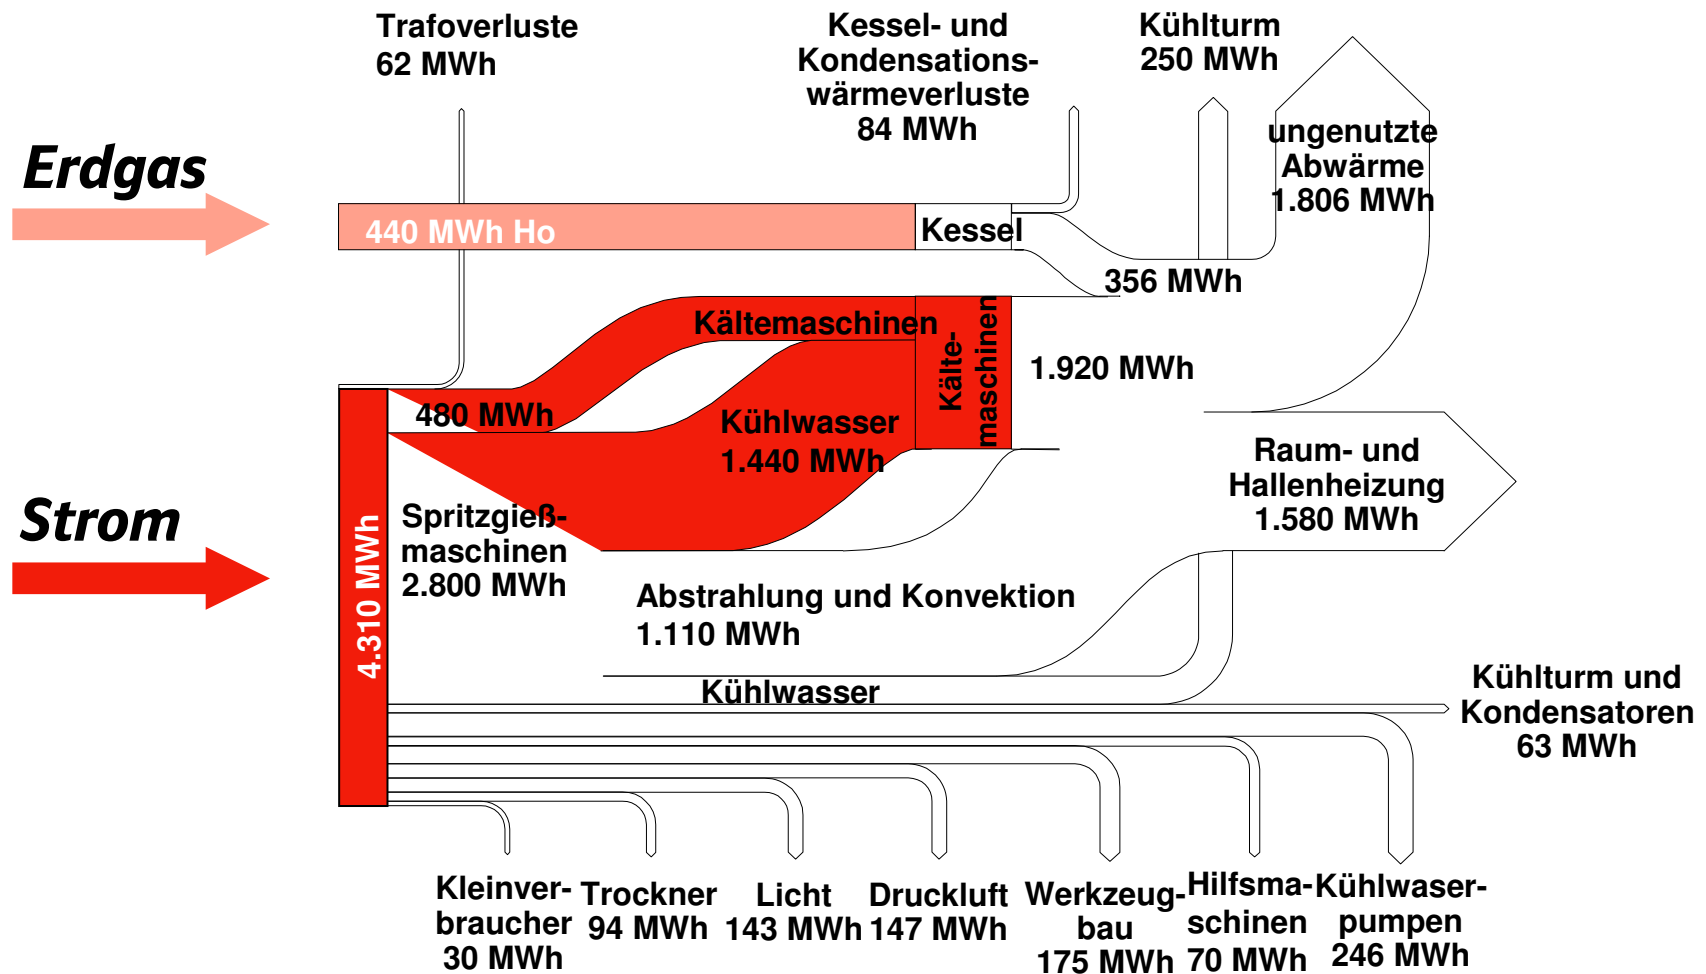 Trafoverluste
62 MWh
Kessel- und
Kondensations-
wärmeverluste
84 MWh
Kühlturm
250 MWh
ungenutzte
Abwärme
1.806 MWh
Erdgas
440 MWh Ho
Kessel
356 MWh
Kältemaschinen
Kälte-
maschinen
1.920 MWh
480 MWh
Kühlwasser
1.440 MWh
Raum- und
Hallenheizung
1.580 MWh
Strom
4.310 MWh
Spritzgieß-
maschinen
2.800 MWh
Abstrahlung und Konvektion
1.110 MWh
Kühlwasser
Kühlturm und
Kondensatoren
63 MWh
Kleinver-
braucher
30 MWh
Trockner
94 MWh
Licht
143 MWh
Druckluft
147 MWh
Werkzeug-
bau
175 MWh
Hilfsma-
schinen
70 MWh
Kühlwaser-
pumpen
246 MWh